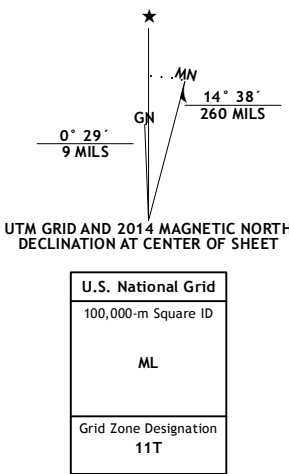 ★
MN
GN
14° 38´
260 MILS
0° 29´
9 MILS
UTM GRID AND 2014 MAGNETIC NORTH
DECLINATION AT CENTER OF SHEET
U.S. National Grid
100,000-m Square ID
ML
Grid Zone Designation
11T